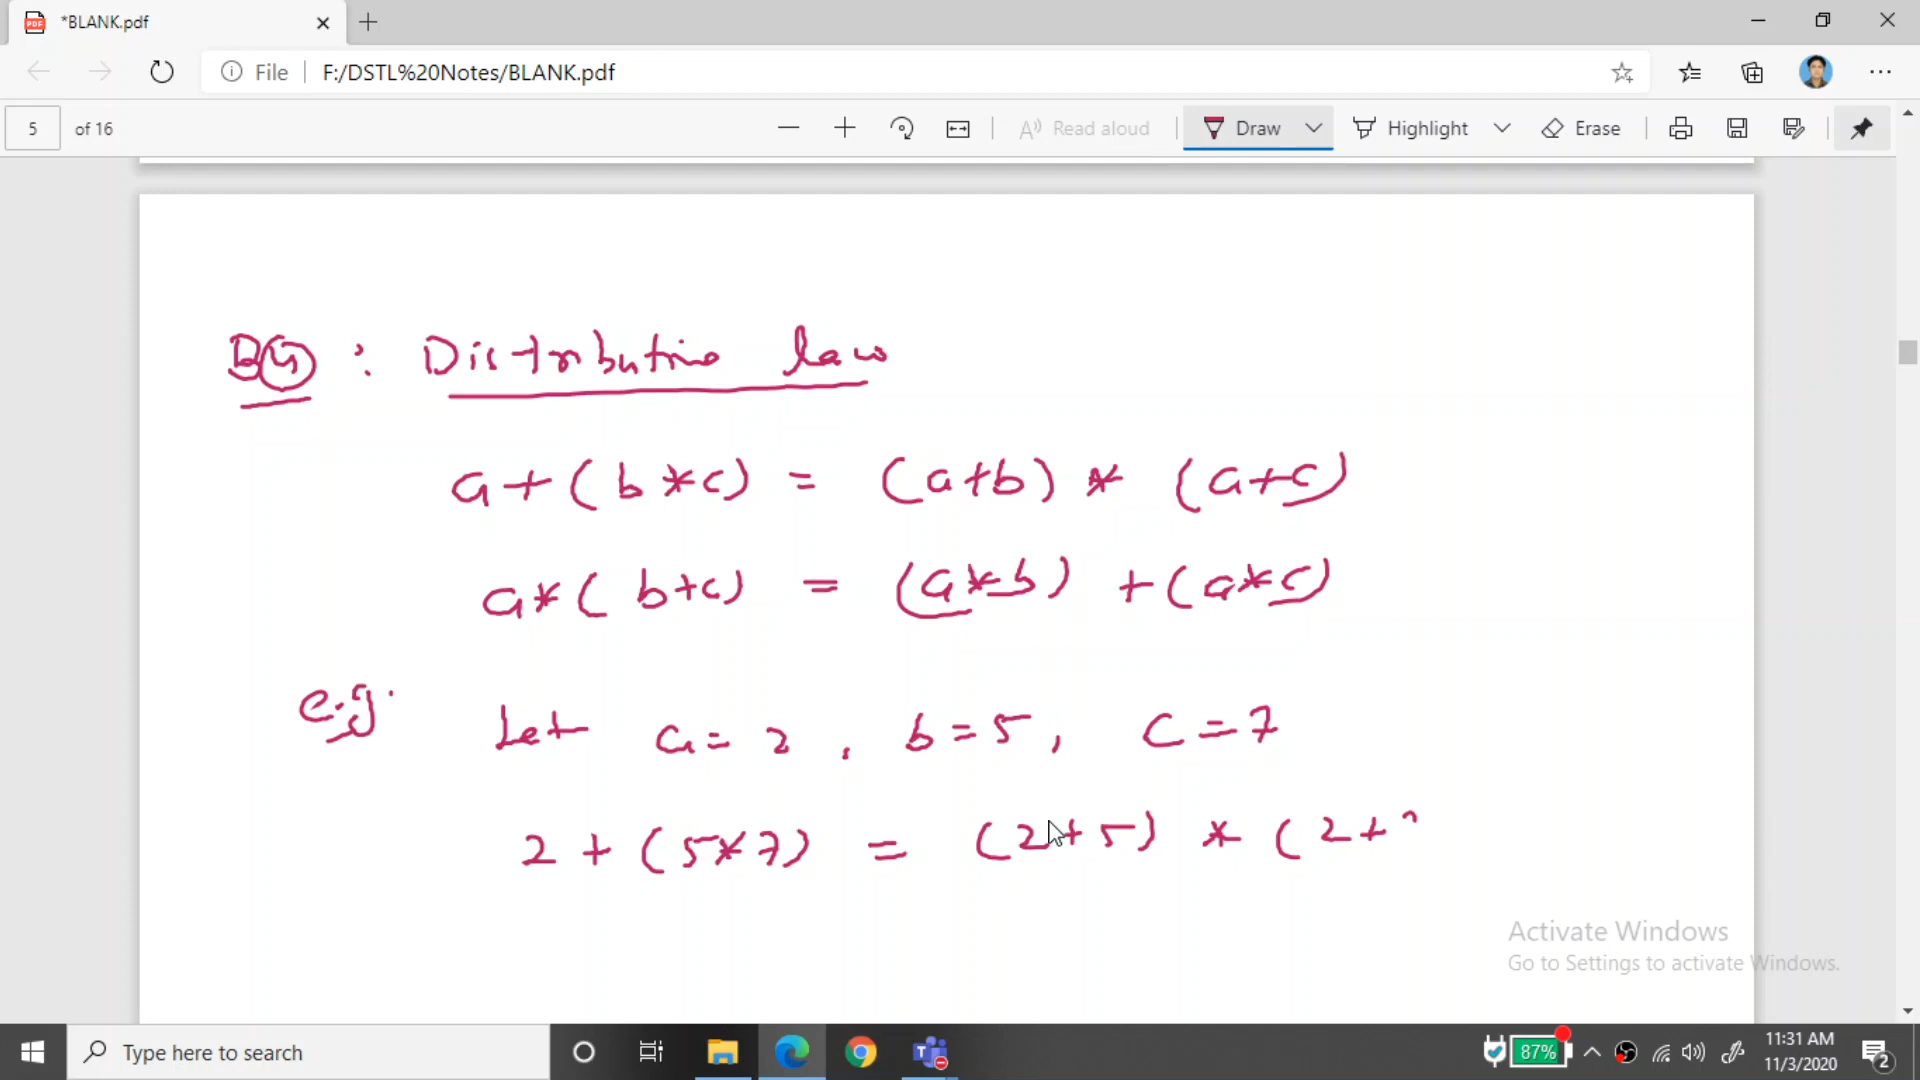 *BLANK.pdf
File F:/DSTL%20Notes/BLANK.pdf
5 of 16 Read aloud Draw Highlight Erase
B④ : Distributive law
a+(b*c) = (a+b) * (a+c)
a*(b+c) = (a*b) + (a*c)
e.g. Let a=2, b=5, c=7
2 + (5*7) = (2+5) * (2+
Activate Windows
Go to Settings to activate Windows.
Type here to search
87% 11:31 AM
11/3/2020 2